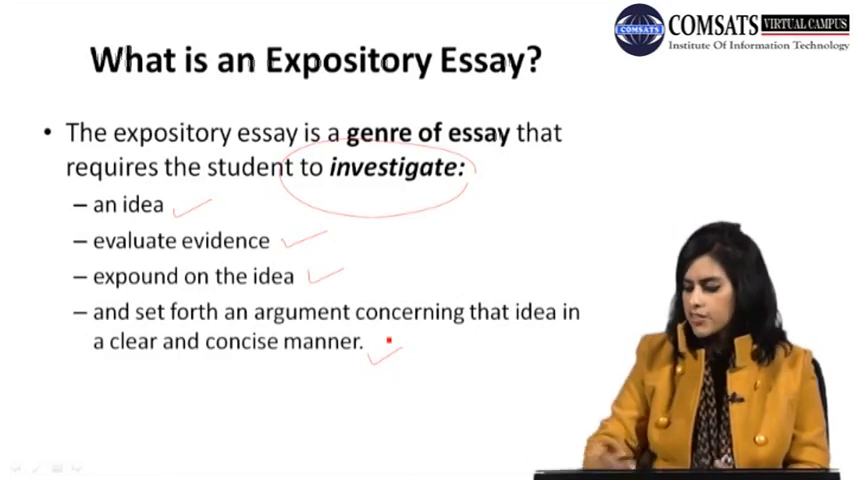 COMSATS VIRTUAL CAMPUS
Institute Of Information Technology
COMSATS
What is an Expository Essay?
• The expository essay is a genre of essay that
requires the student to investigate:
– an idea
– evaluate evidence
– expound on the idea
– and set forth an argument concerning that idea in
a clear and concise manner.